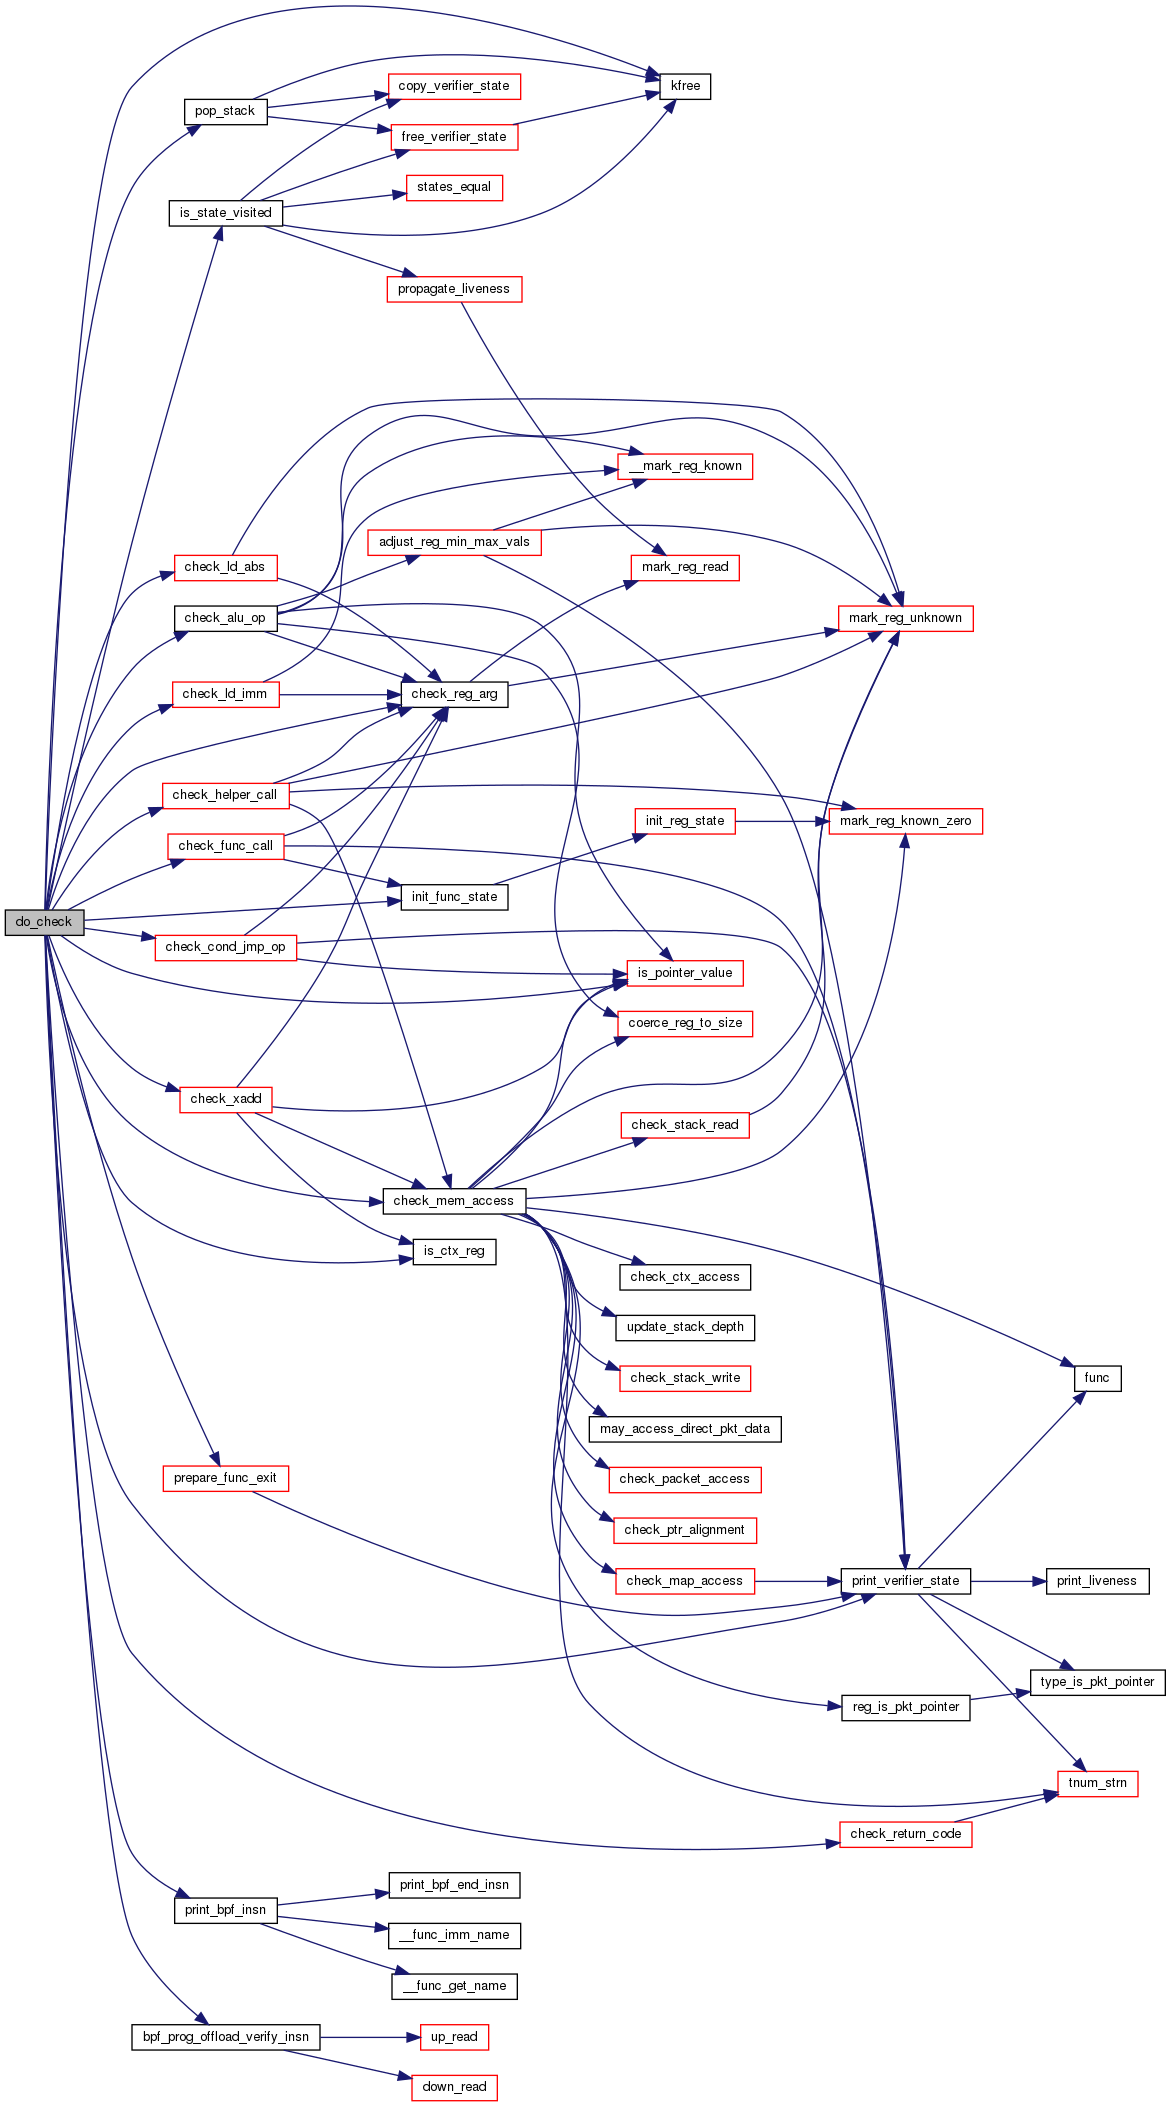 kfree
copy_verifier_state
pop_stack
free_verifier_state
states_equal
is_state_visited
propagate_liveness
__mark_reg_known
adjust_reg_min_max_vals
check_ld_abs
mark_reg_read
check_alu_op
mark_reg_unknown
check_ld_imm
check_reg_arg
check_helper_call
init_reg_state
mark_reg_known_zero
check_func_call
init_func_state
do_check
check_cond_jmp_op
is_pointer_value
coerce_reg_to_size
check_xadd
check_stack_read
check_mem_access
is_ctx_reg
check_ctx_access
update_stack_depth
check_stack_write
func
may_access_direct_pkt_data
prepare_func_exit
check_packet_access
check_ptr_alignment
check_map_access
print_verifier_state
print_liveness
type_is_pkt_pointer
reg_is_pkt_pointer
tnum_strn
check_return_code
print_bpf_end_insn
print_bpf_insn
__func_imm_name
__func_get_name
bpf_prog_offload_verify_insn
up_read
down_read